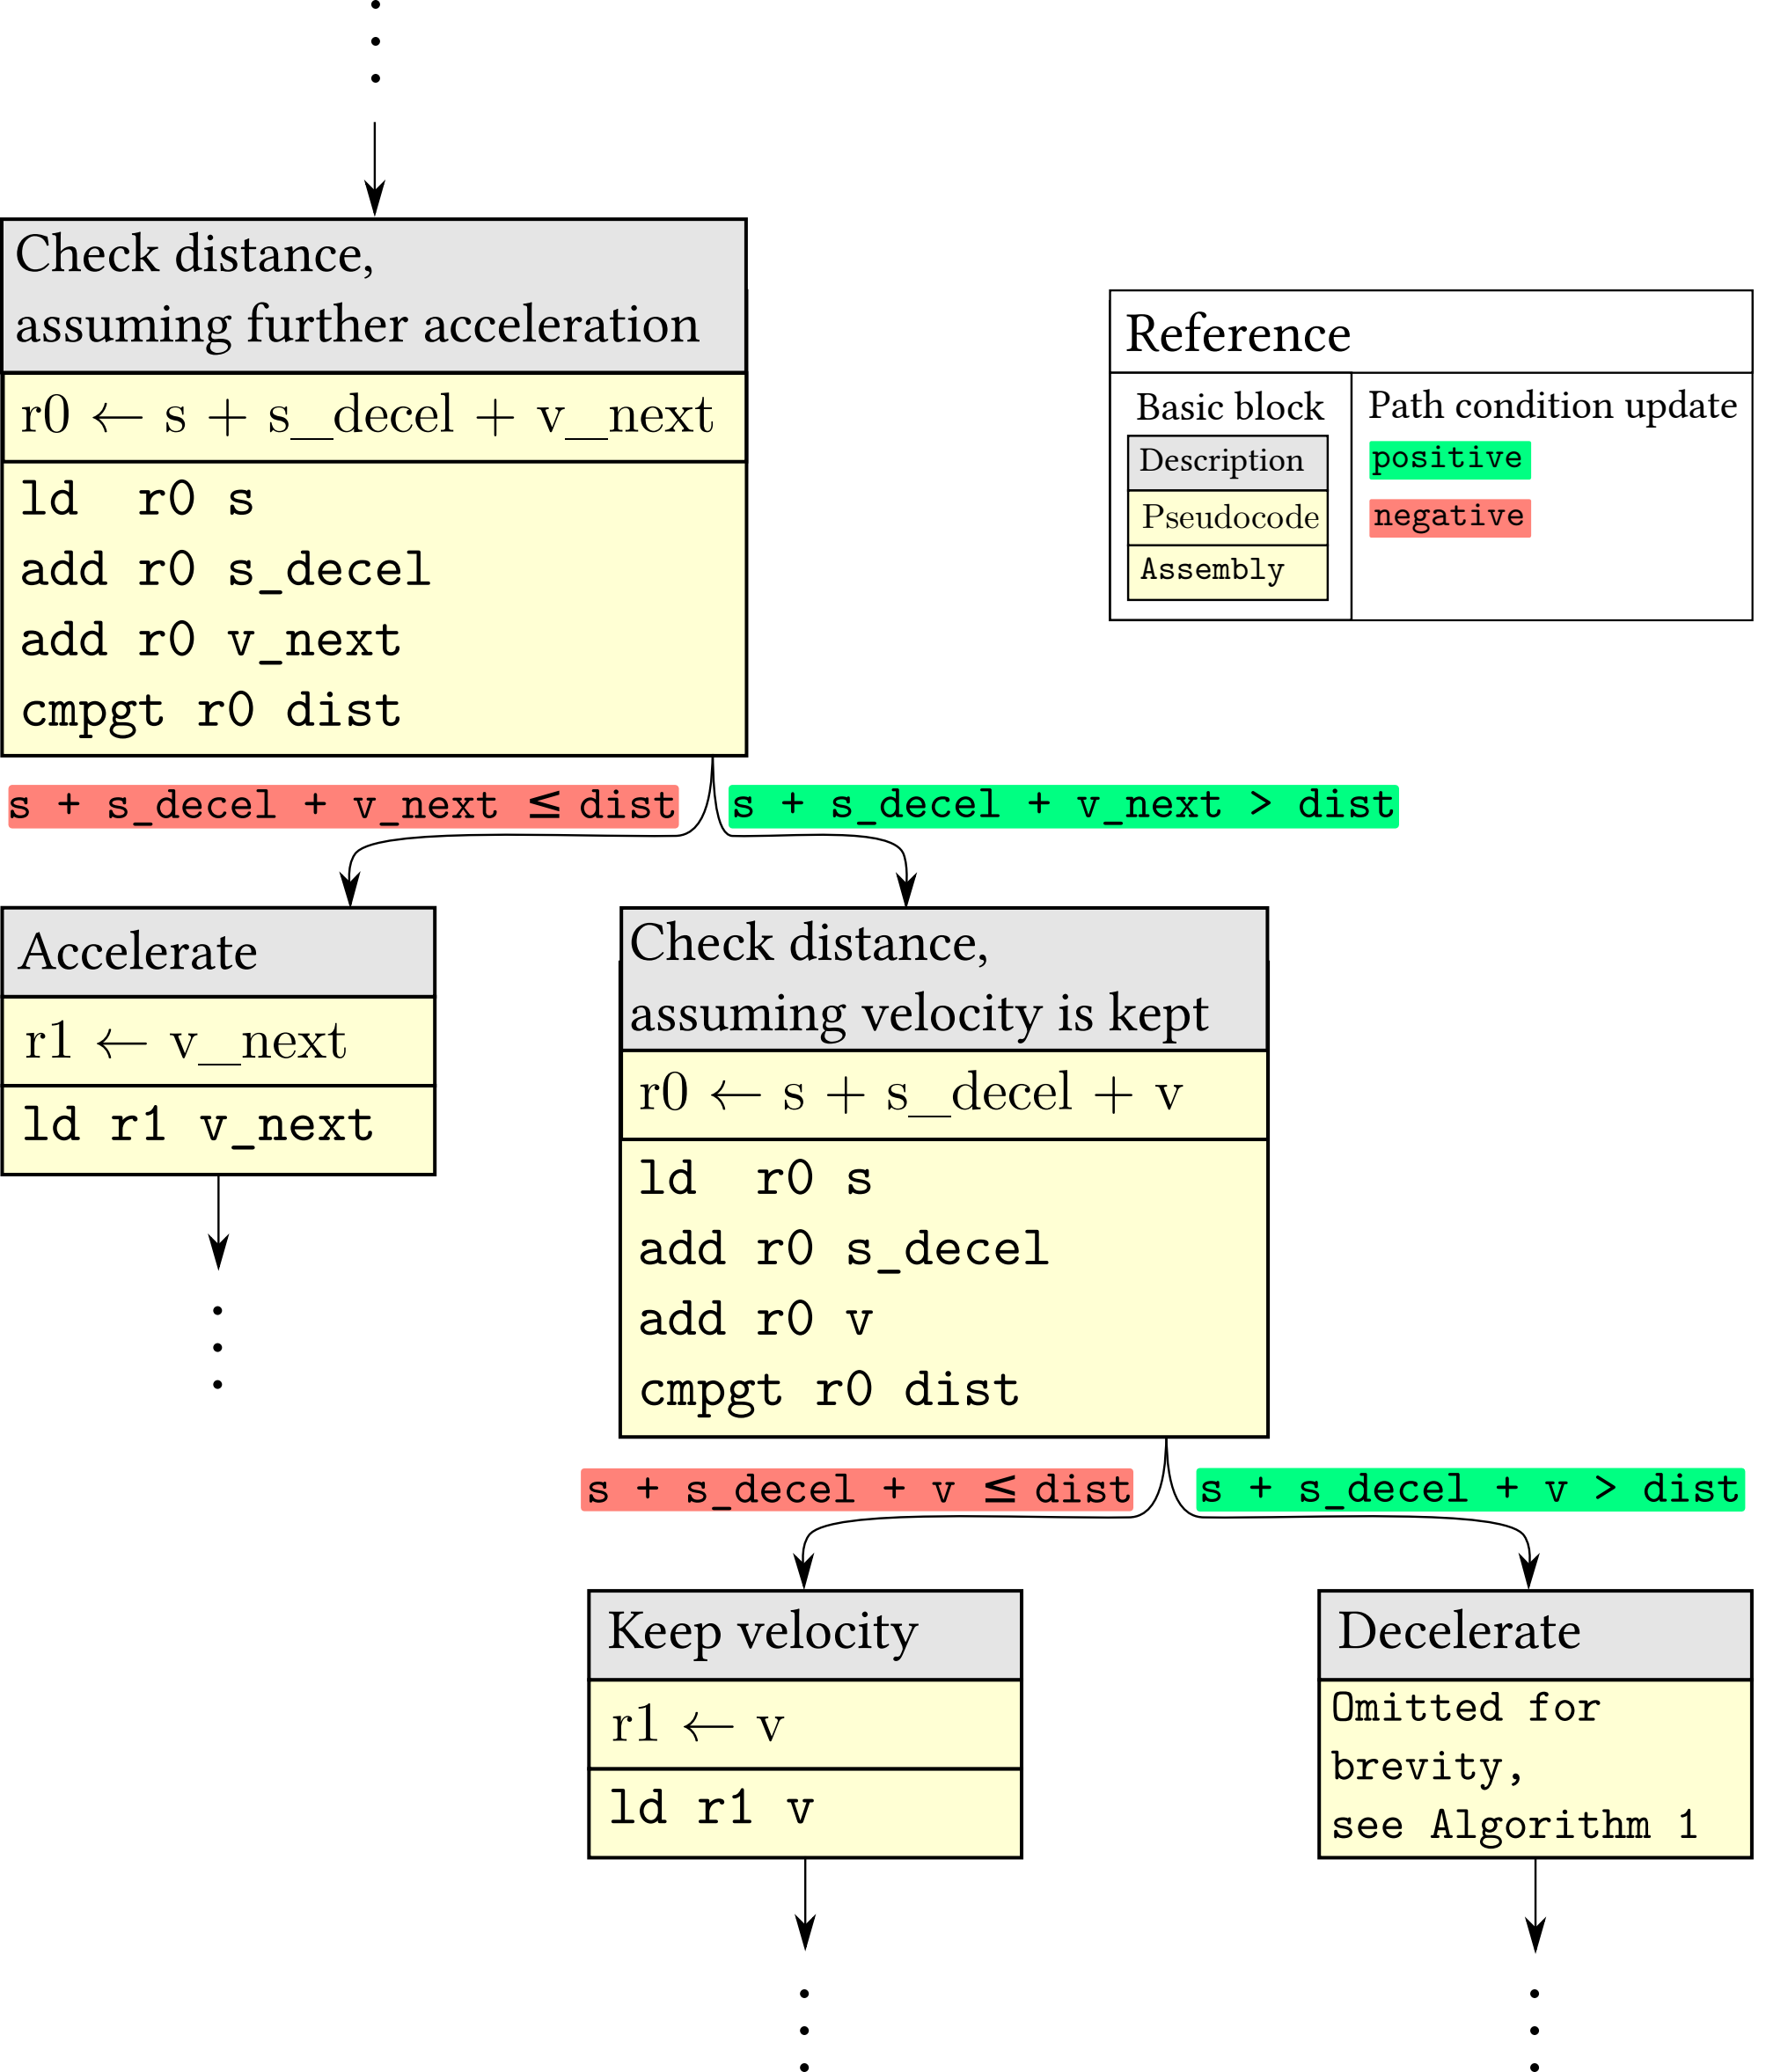 Check distance,
assuming further acceleration
r0 ← s + s_decel + v_next
ld  r0 s
add r0 s_decel
add r0 v_next
cmpgt r0 dist
Reference
Basic block
Description
Pseudocode
Assembly
Path condition update
positive
negative
s + s_decel + v_next ≤ dist
s + s_decel + v_next > dist
Accelerate
r1 ← v_next
ld r1 v_next
Check distance,
assuming velocity is kept
r0 ← s + s_decel + v
ld  r0 s
add r0 s_decel
add r0 v
cmpgt r0 dist
s + s_decel + v ≤ dist
s + s_decel + v > dist
Keep velocity
r1 ← v
ld r1 v
Decelerate
Omitted for
brevity,
see Algorithm 1